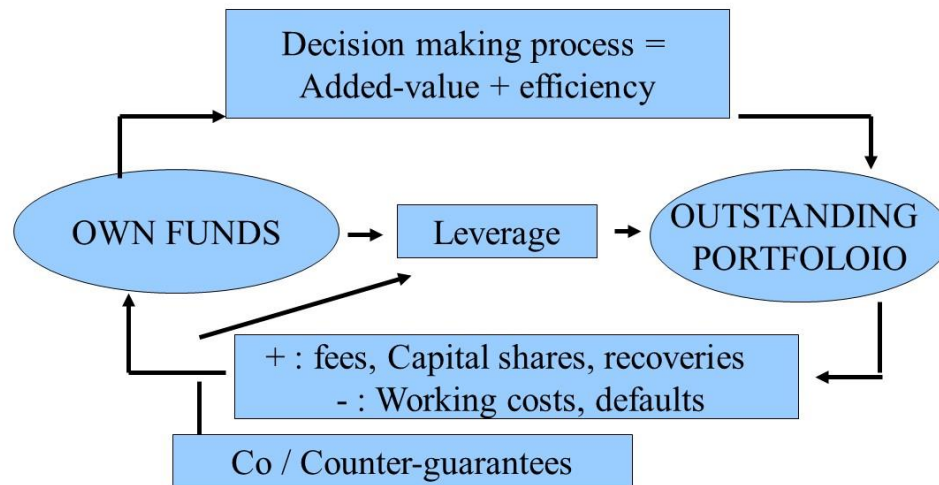 Decision making process =
Added-value + efficiency
OWN FUNDS
Leverage
OUTSTANDING
PORTFOLOIO
+ : fees, Capital shares, recoveries
- : Working costs, defaults
Co / Counter-guarantees